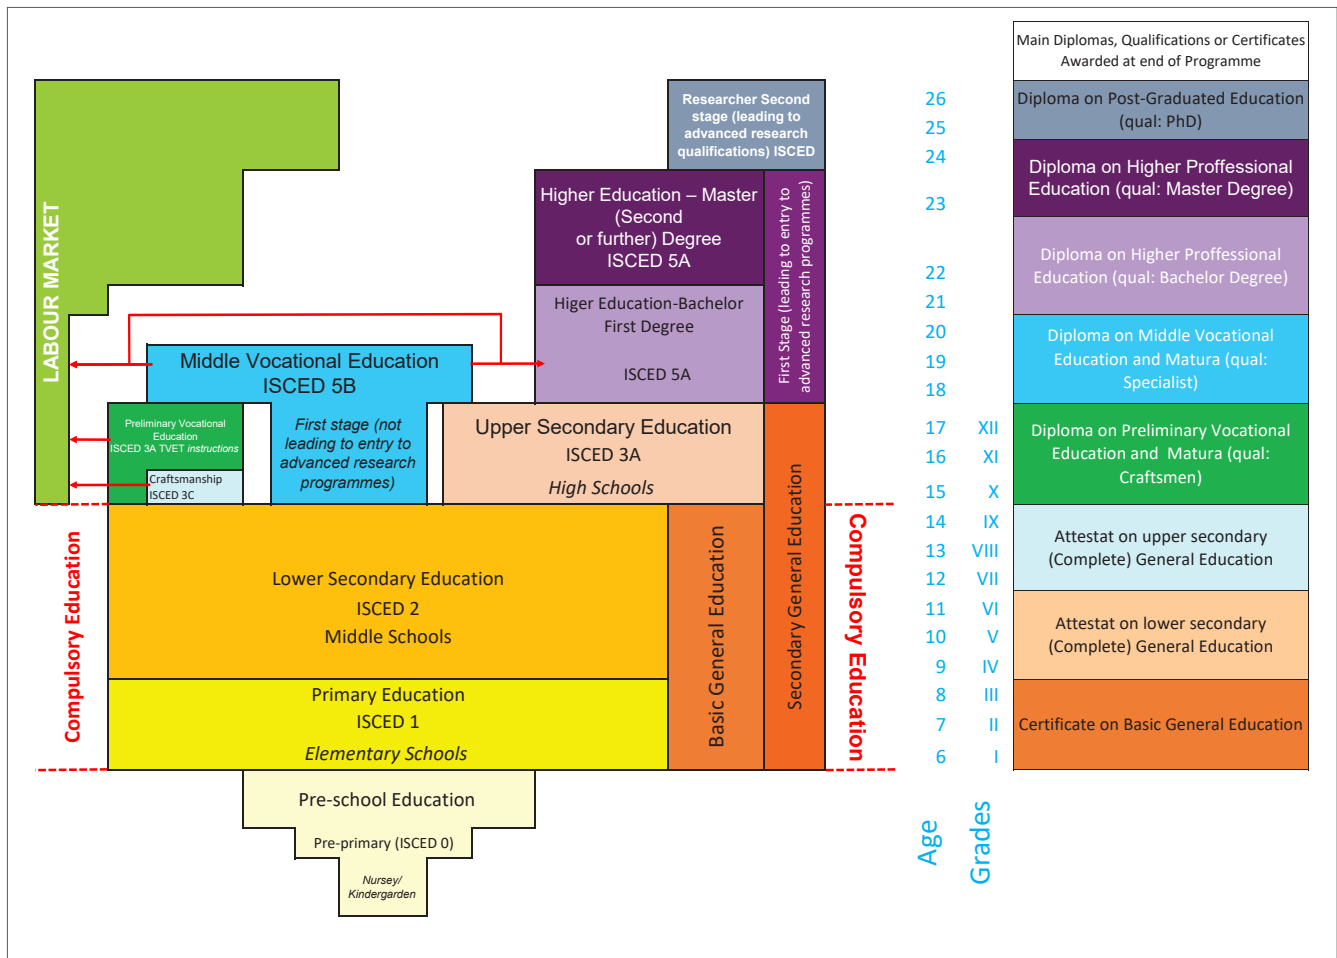 Main Diplomas, Qualifications or Certificates
Awarded at end of Programme
Researcher Second
stage (leading to
advanced research
qualifications) ISCED
26
25
24
Diploma on Post-Graduated Education
(qual: PhD)
LABOUR MARKET
Higher Education – Master
(Second
or further) Degree
ISCED 5A
First Stage (leading to entry to
advanced research programmes)
23
Diploma on Higher Proffessional
Education (qual: Master Degree)
Higer Education-Bachelor
First Degree
ISCED 5A
22
21
Diploma on Higher Proffessional
Education (qual: Bachelor Degree)
Middle Vocational Education
ISCED 5B
20
19
18
Diploma on Middle Vocational
Education and Matura (qual:
Specialist)
Preliminary Vocational
Education
ISCED 3A TVET instructions
Craftsmanship
ISCED 3C
First stage (not
leading to entry to
advanced research
programmes)
Upper Secondary Education
ISCED 3A
High Schools
Secondary General Education
17 XII
16 XI
15 X
Diploma on Preliminary Vocational
Education and Matura (qual:
Craftsmen)
Compulsory Education
Lower Secondary Education
ISCED 2
Middle Schools
Basic General Education
Compulsory Education
14 IX
13 VIII
12 VII
11 VI
10 V
9 IV
Attestat on upper secondary
(Complete) General Education
Attestat on lower secondary
(Complete) General Education
Primary Education
ISCED 1
Elementary Schools
8 III
7 II
6 I
Certificate on Basic General Education
Pre-school Education
Pre-primary (ISCED 0)
Nursey/
Kindergarden
Age
Grades